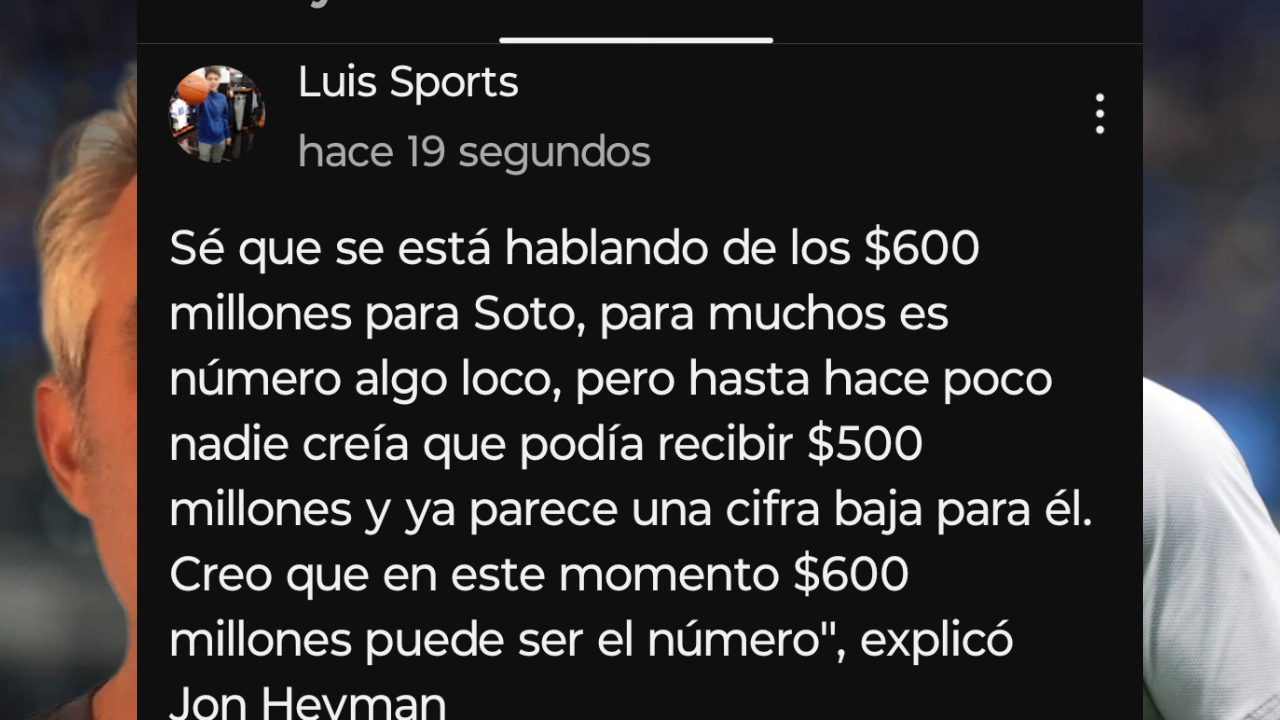 Luis Sports
hace 19 segundos
Sé que se está hablando de los $600
millones para Soto, para muchos es
número algo loco, pero hasta hace poco
nadie creía que podía recibir $500
millones y ya parece una cifra baja para él.
Creo que en este momento $600
millones puede ser el número", explicó
Jon Heyman